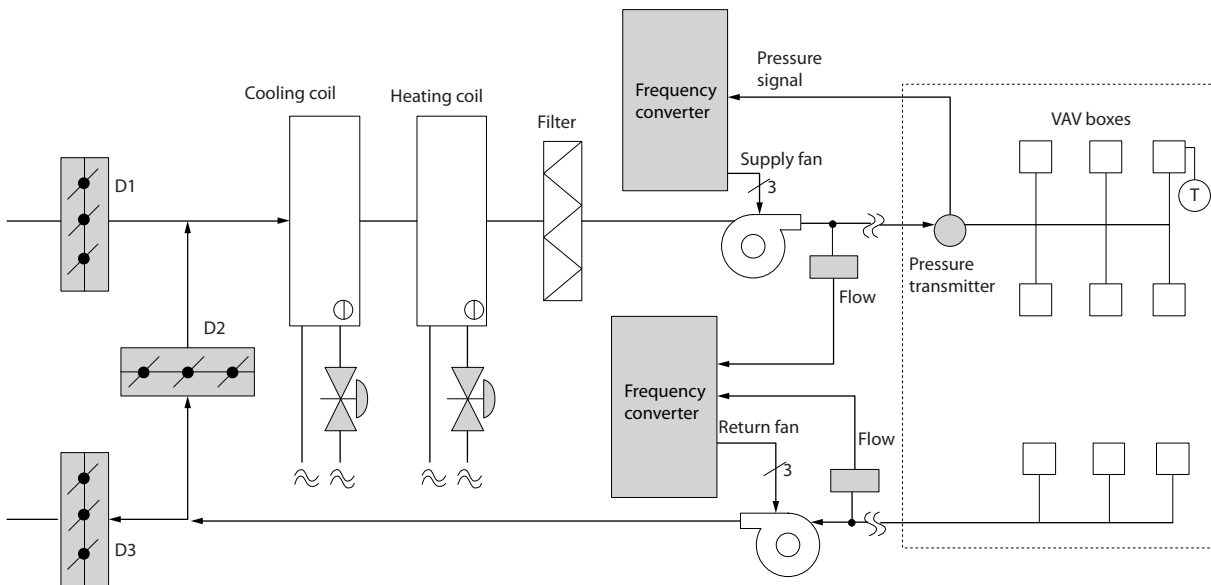 Cooling coil
Heating coil
Filter
Frequency
converter
Pressure
signal
Supply fan
3
VAV boxes
T
D1
Pressure
transmitter
Flow
D2
Frequency
converter
Return fan
3
Flow
D3